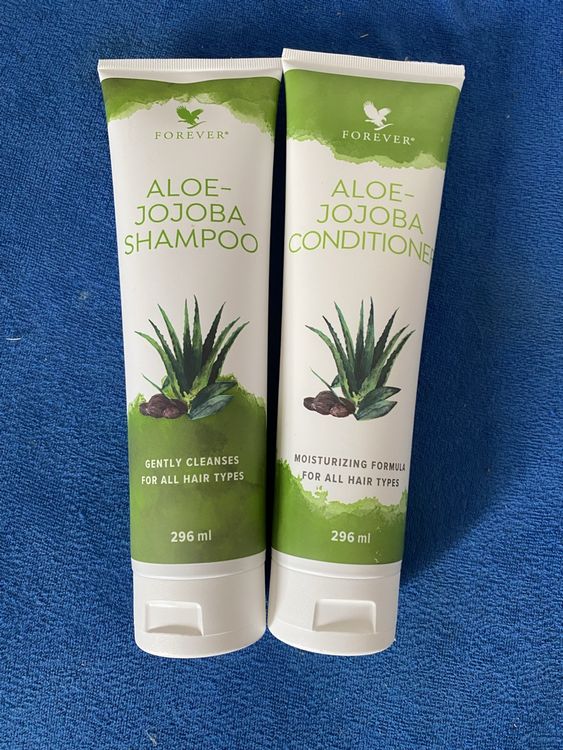 FOREVER®
ALOE-
JOJOBA
SHAMPOO
GENTLY CLEANSES
FOR ALL HAIR TYPES
296 ml
FOREVER®
ALOE-
JOJOBA
CONDITIONER
MOISTURIZING FORMULA
FOR ALL HAIR TYPES
296 ml